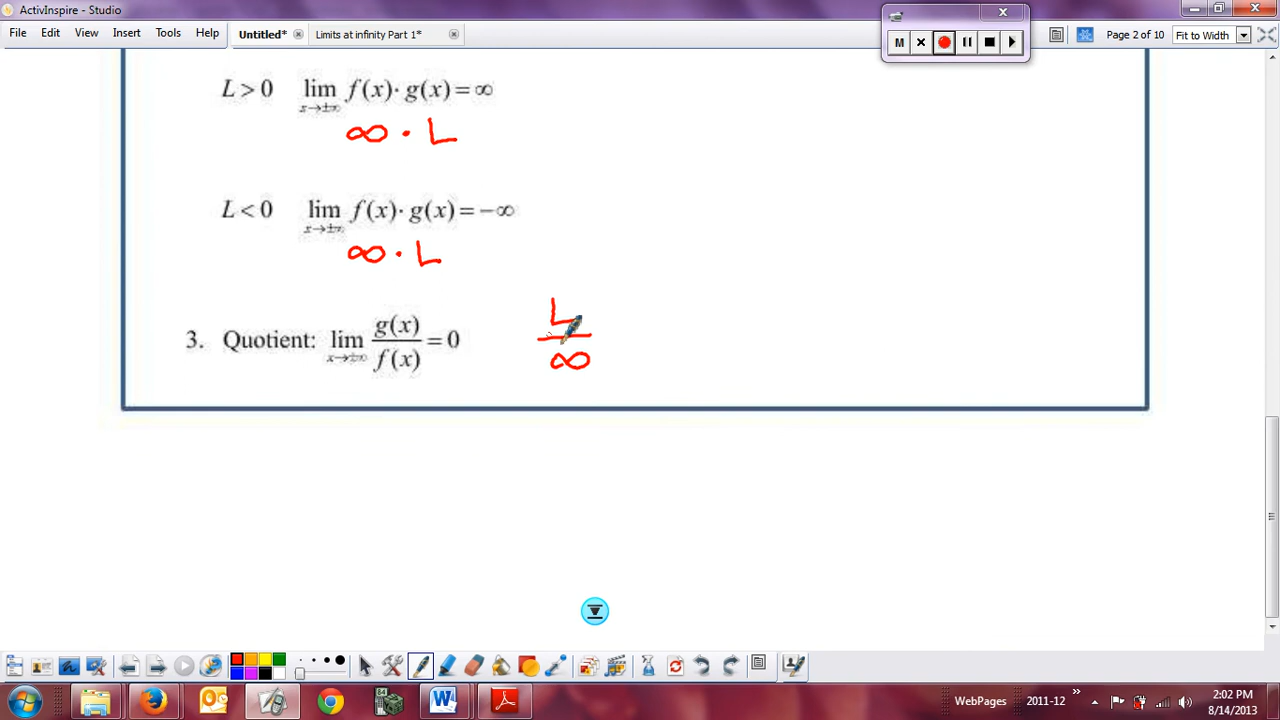 ActivInspire - Studio
File Edit View Insert Tools Help Untitled* Limits at infinity Part 1* Page 2 of 10 Fit to Width
M
L > 0 lim x→±∞ f(x)· g(x) = ∞
∞ · L
L < 0 lim x→±∞ f(x)· g(x) = −∞
∞ · L
3. Quotient: lim x→±∞ g(x)/f(x) = 0
L
∞
WebPages 2011-12 »
2:02 PM
8/14/2013